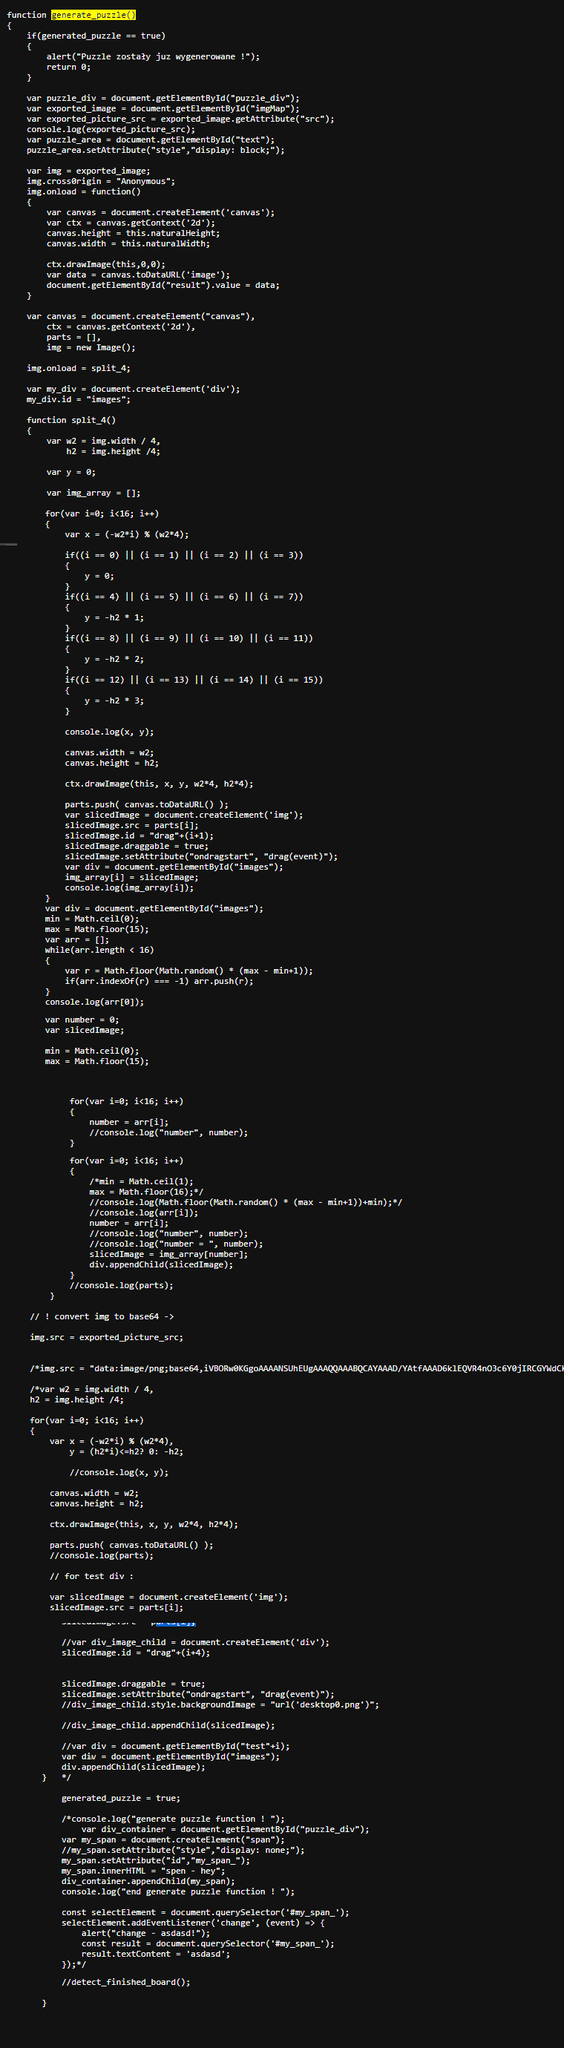 function generate_puzzle()
{
if(generated_puzzle == true)
{
alert("Puzzle zostały juz wygenerowane !");
return 0;
}
var puzzle_div = document.getElementById("puzzle_div");
var exported_image = document.getElementById("imgMap");
var exported_picture_src = exported_image.getAttribute("src");
console.log(exported_picture_src);
var puzzle_area = document.getElementById("text");
puzzle_area.setAttribute("style","display: block;");
var img = exported_image;
img.crossOrigin = "Anonymous";
img.onload = function()
{
var canvas = document.createElement('canvas');
var ctx = canvas.getContext('2d');
canvas.height = this.naturalHeight;
canvas.width = this.naturalWidth;
ctx.drawImage(this,0,0);
var data = canvas.toDataURL('image');
document.getElementById("result").value = data;
}
var canvas = document.createElement("canvas"),
ctx = canvas.getContext('2d'),
parts = [],
img = new Image();
img.onload = split_4;
var my_div = document.createElement('div');
my_div.id = "images";
function split_4()
{
var w2 = img.width / 4,
h2 = img.height /4;
var y = 0;
var img_array = [];
for(var i=0; i<16; i++)
{
var x = (-w2*i) % (w2*4);
if((i == 0) || (i == 1) || (i == 2) || (i == 3))
{
y = 0;
}
if((i == 4) || (i == 5) || (i == 6) || (i == 7))
{
y = -h2 * 1;
}
if((i == 8) || (i == 9) || (i == 10) || (i == 11))
{
y = -h2 * 2;
}
if((i == 12) || (i == 13) || (i == 14) || (i == 15))
{
y = -h2 * 3;
}
console.log(x, y);
canvas.width = w2;
canvas.height = h2;
ctx.drawImage(this, x, y, w2*4, h2*4);
parts.push( canvas.toDataURL() );
var slicedImage = document.createElement('img');
slicedImage.src = parts[i];
slicedImage.id = "drag"+(i+1);
slicedImage.draggable = true;
slicedImage.setAttribute("ondragstart", "drag(event)");
var div = document.getElementById("images");
img_array[i] = slicedImage;
console.log(img_array[i]);
}
var div = document.getElementById("images");
min = Math.ceil(0);
max = Math.floor(15);
var arr = [];
while(arr.length < 16)
{
var r = Math.floor(Math.random() * (max - min+1));
if(arr.indexOf(r) === -1) arr.push(r);
}
console.log(arr[0]);
var number = 0;
var slicedImage;
min = Math.ceil(0);
max = Math.floor(15);
for(var i=0; i<16; i++)
{
number = arr[i];
//console.log("number", number);
}
for(var i=0; i<16; i++)
{
/*min = Math.ceil(1);
max = Math.floor(16);*/
//console.log(Math.floor(Math.random() * (max - min+1))+min);*/
//console.log(arr[i]);
number = arr[i];
//console.log("number", number);
//console.log("number = ", number);
slicedImage = img_array[number];
div.appendChild(slicedImage);
}
//console.log(parts);
}
// ! convert img to base64 ->
img.src = exported_picture_src;
/*img.src = "data:image/png;base64,
/*var w2 = img.width / 4,
h2 = img.height /4;
for(var i=0; i<16; i++)
{
var x = (-w2*i) % (w2*4),
y = (h2*i)<=h2? 0: -h2;
//console.log(x, y);
canvas.width = w2;
canvas.height = h2;
ctx.drawImage(this, x, y, w2*4, h2*4);
parts.push( canvas.toDataURL() );
//console.log(parts);
// for test div :
var slicedImage = document.createElement('img');
slicedImage.src = parts[i];
//var div_image_child = document.createElement('div');
slicedImage.id = "drag"+(i+4);
slicedImage.draggable = true;
slicedImage.setAttribute("ondragstart", "drag(event)");
//div_image_child.style.backgroundImage = "url('desktop0.png')";
//div_image_child.appendChild(slicedImage);
//var div = document.getElementById("test"+i);
var div = document.getElementById("images");
div.appendChild(slicedImage);
} */
generated_puzzle = true;
/*console.log("generate puzzle function ! ");
var div_container = document.getElementById("puzzle_div");
var my_span = document.createElement("span");
//my_span.setAttribute("style","display: none;");
my_span.setAttribute("id","my_span_");
my_span.innerHTML = "spen - hey";
div_container.appendChild(my_span);
console.log("end generate puzzle function ! ");
const selectElement = document.querySelector('#my_span_');
selectElement.addEventListener('change', (event) => {
alert("change - asdasd!");
const result = document.querySelector('#my_span_');
result.textContent = 'asdasd';
});*/
//detect_finished_board();
}